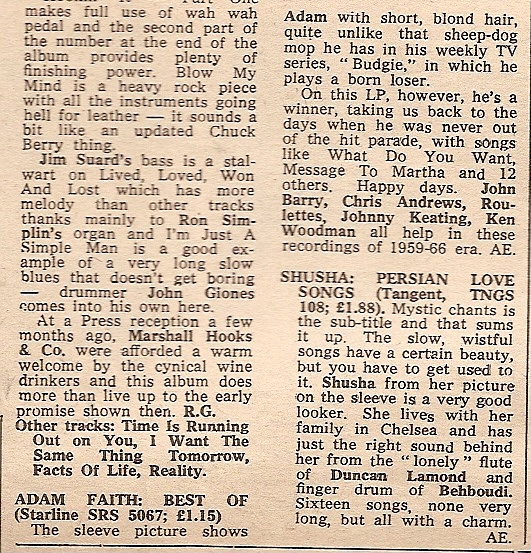 makes full use of wah wah
pedal and the second part of
the number at the end of the
album provides plenty of
finishing power. Blow My
Mind is a heavy rock piece
with all the instruments going
hell for leather — it sounds a
bit like an updated Chuck
Berry thing.
Jim Suard's bass is a stal-
wart on Lived, Loved, Won
And Lost which has more
melody than other tracks
thanks mainly to Ron Sim-
plin's organ and I'm Just A
Simple Man is a good ex-
ample of a very long slow
blues that doesn't get boring
— drummer John Giones
comes into his own here.
At a Press reception a few
months ago, Marshall Hooks
& Co. were afforded a warm
welcome by the cynical wine
drinkers and this album does
more than live up to the early
promise shown then. R.G.
Other tracks: Time Is Running
Out on You, I Want The
Same Thing Tomorrow,
Facts Of Life, Reality.
ADAM FAITH: BEST OF
(Starline SRS 5067; £1.15)
The sleeve picture shows
Adam with short, blond hair,
quite unlike that sheep-dog
mop he has in his weekly TV
series, "Budgie," in which he
plays a born loser.
On this LP, however, he's a
winner, taking us back to the
days when he was never out
of the hit parade, with songs
like What Do You Want,
Message To Martha and 12
others. Happy days. John
Barry, Chris Andrews, Rou-
lettes, Johnny Keating, Ken
Woodman all help in these
recordings of 1959-66 era. AE.
SHUSHA: PERSIAN LOVE
SONGS (Tangent, TNGS
108; £1.88). Mystic chants is
the sub-title and that sums
it up. The slow, wistful
songs have a certain beauty,
but you have to get used to
it. Shusha from her picture
on the sleeve is a very good
looker. She lives with her
family in Chelsea and has
just the right sound behind
her from the "lonely" flute
of Duncan Lamond and
finger drum of Behboudi.
Sixteen songs, none very
long, but all with a charm.
AE.